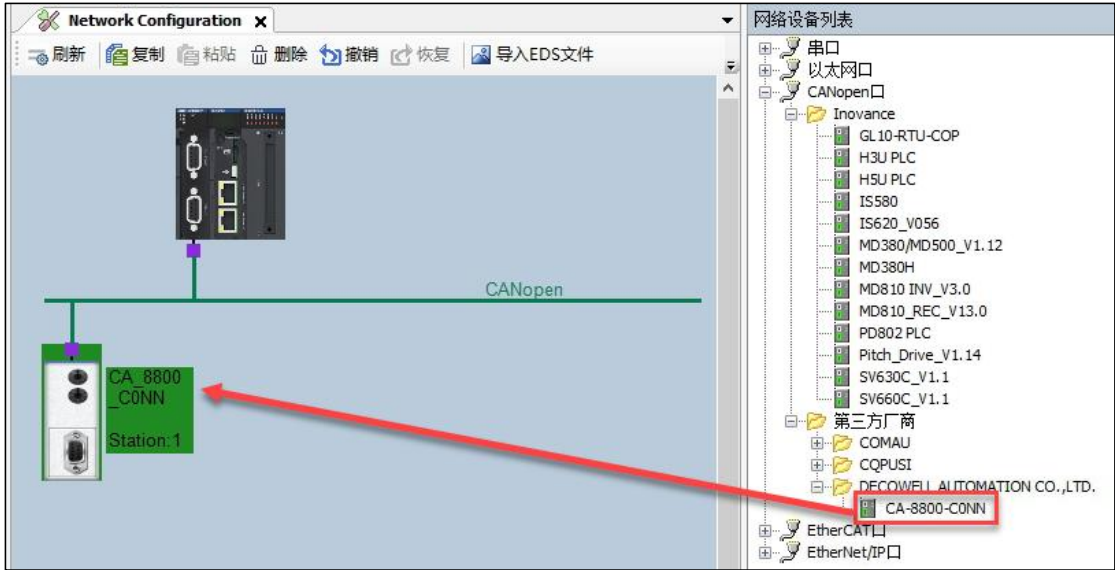 Network Configuration x
刷新 复制 粘贴 删除 撤销 恢复 导入EDS文件
CANopen
CA_8800
_C0NN
Station:1
网络设备列表
串口
以太网口
CANopen口
Inovance
GL10-RTU-COP
H3U PLC
H5U PLC
IS580
IS620_V056
MD380/MD500_V1.12
MD380H
MD810 INV_V3.0
MD810_REC_V13.0
PD802 PLC
Pitch_Drive_V1.14
SV630C_V1.1
SV660C_V1.1
第三方厂商
COMAU
CQPUSI
DECOWELL AUTOMATION CO.,LTD.
CA-8800-C0NN
EtherCAT口
EtherNet/IP口